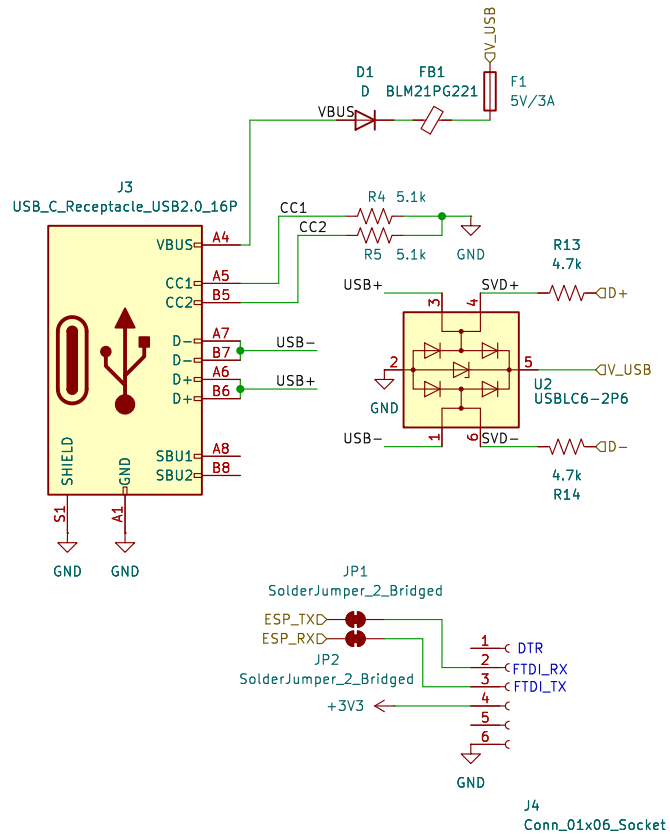 V_USB
D1
D
FB1
BLM21PG221
F1
5V/3A
VBUS
J3
USB_C_Receptacle_USB2.0_16P
VBUS
A4
CC1
A5
CC2
B5
D-
A7
D-
B7
D+
A6
D+
B6
USB-
USB+
SBU1
A8
SBU2
B8
SHIELD
GND
S1
A1
GND
GND
CC1
R4
5.1k
CC2
R5
5.1k
GND
R13
4.7k
USB+
SVD+
D+
3
4
2
5
V_USB
GND
U2
USBLC6-2P6
USB-
1
6
SVD-
D-
4.7k
R14
JP1
SolderJumper_2_Bridged
ESP_TX
ESP_RX
JP2
SolderJumper_2_Bridged
+3V3
1
DTR
2
FTDI_RX
3
FTDI_TX
4
5
6
GND
J4
Conn_01x06_Socket